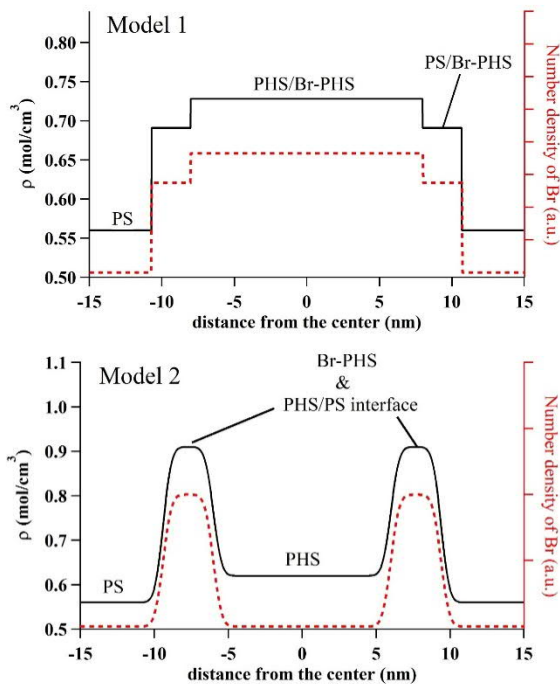 Model 1
0.80
0.75
0.70
0.65
0.60
0.55
0.50
ρ (mol/cm³)
PHS/Br-PHS
PS/Br-PHS
PS
Number density of Br (a.u.)
-15
-10
-5
0
5
10
15
distance from the center (nm)
Model 2
1.1
1.0
0.9
0.8
0.7
0.6
0.5
ρ (mol/cm³)
Br-PHS
&
PHS/PS interface
PS
PHS
Number density of Br (a.u.)
-15
-10
-5
0
5
10
15
distance from the center (nm)